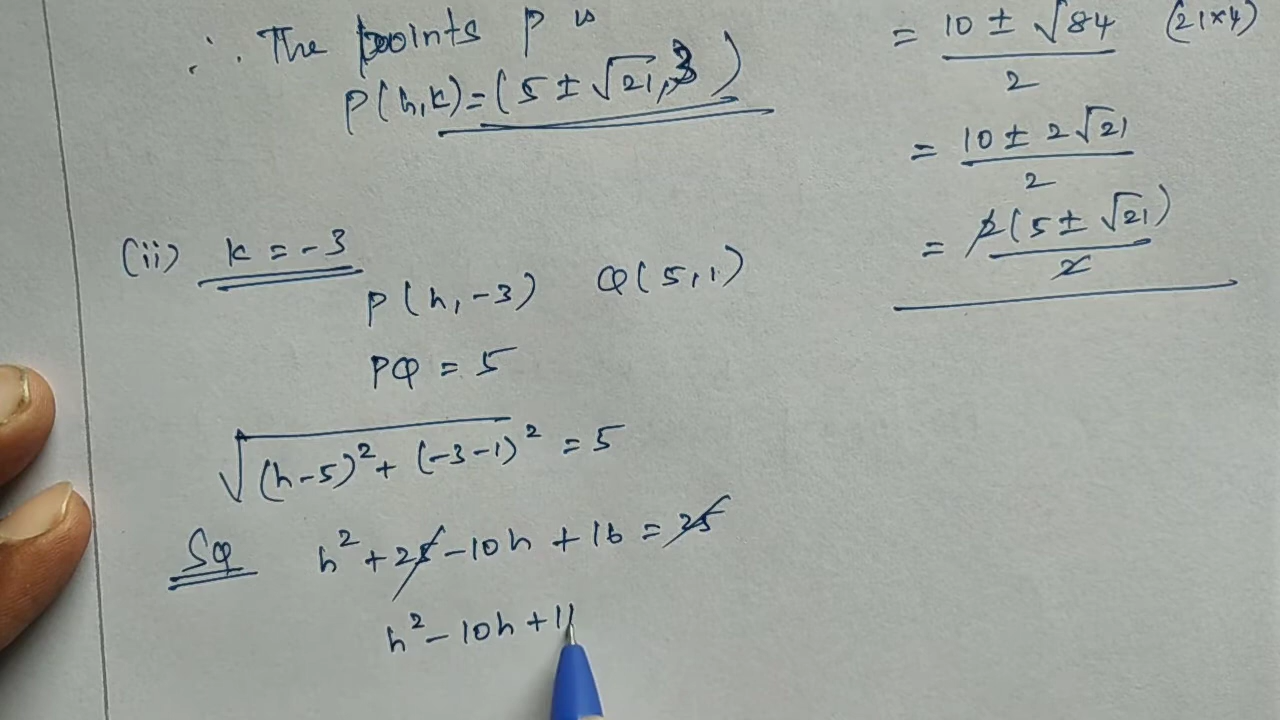 ∴ The points P is
P(h,k)=(5 ± √21, 3)
= 10 ± √84 / 2 (21×4)
= 10 ± 2√21 / 2
= 2(5 ± √21) / 2
(ii) k = -3
P(h, -3) Q(5,1)
PQ = 5
√(h-5)² + (-3-1)² = 5
SQ h² + 25 - 10h + 16 = 25
h² - 10h + 1